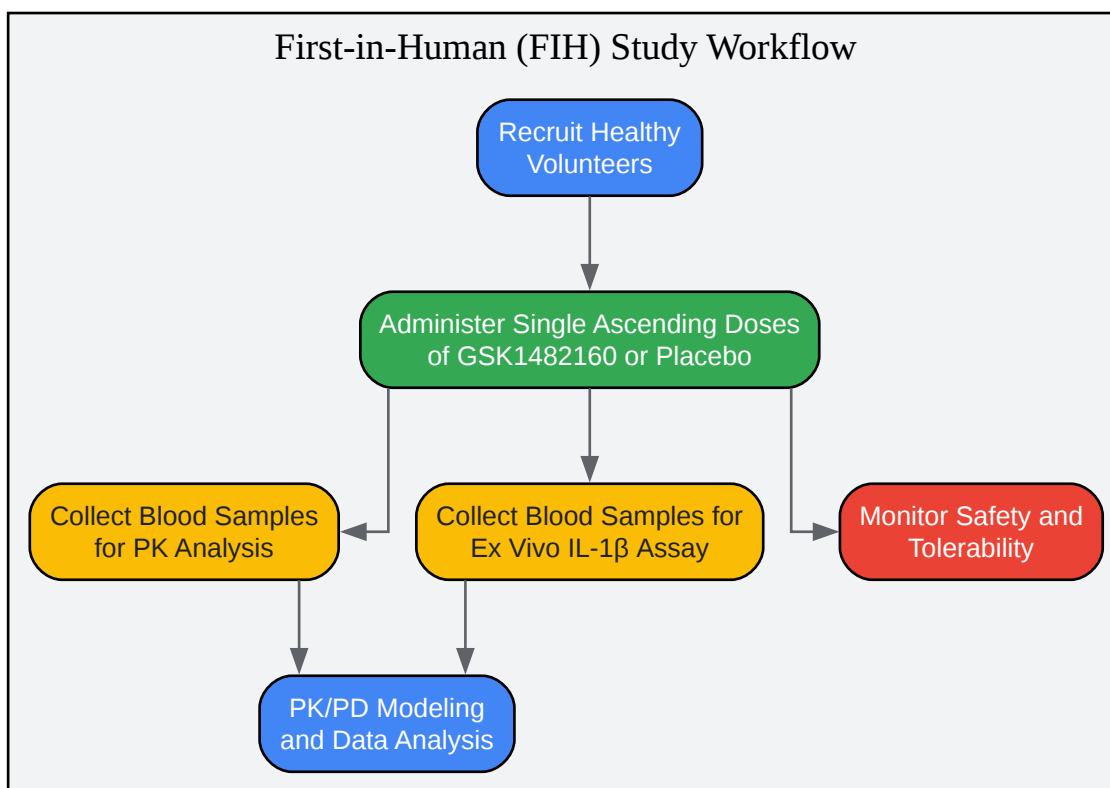 First-in-Human (FIH) Study Workflow
Recruit Healthy
Volunteers
Administer Single Ascending Doses
of GSK1482160 or Placebo
Collect Blood Samples
for PK Analysis
Collect Blood Samples for
Ex Vivo IL-1β Assay
Monitor Safety and
Tolerability
PK/PD Modeling
and Data Analysis